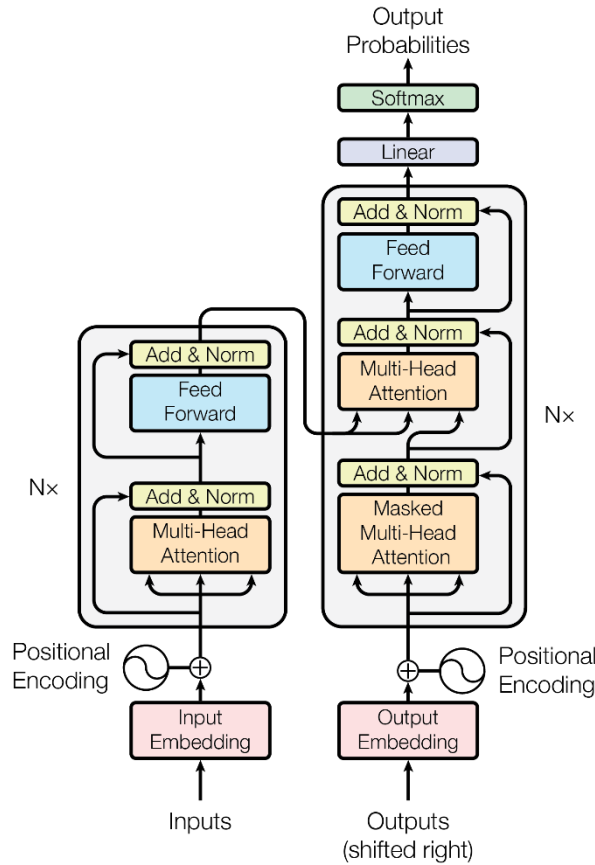 Output
Probabilities
Softmax
Linear
Add & Norm
Feed
Forward
Add & Norm
Multi-Head
Attention
Add & Norm
Masked
Multi-Head
Attention
Nx
Add & Norm
Feed
Forward
Add & Norm
Multi-Head
Attention
Nx
Positional
Encoding
Positional
Encoding
Input
Embedding
Output
Embedding
Inputs
Outputs
(shifted right)